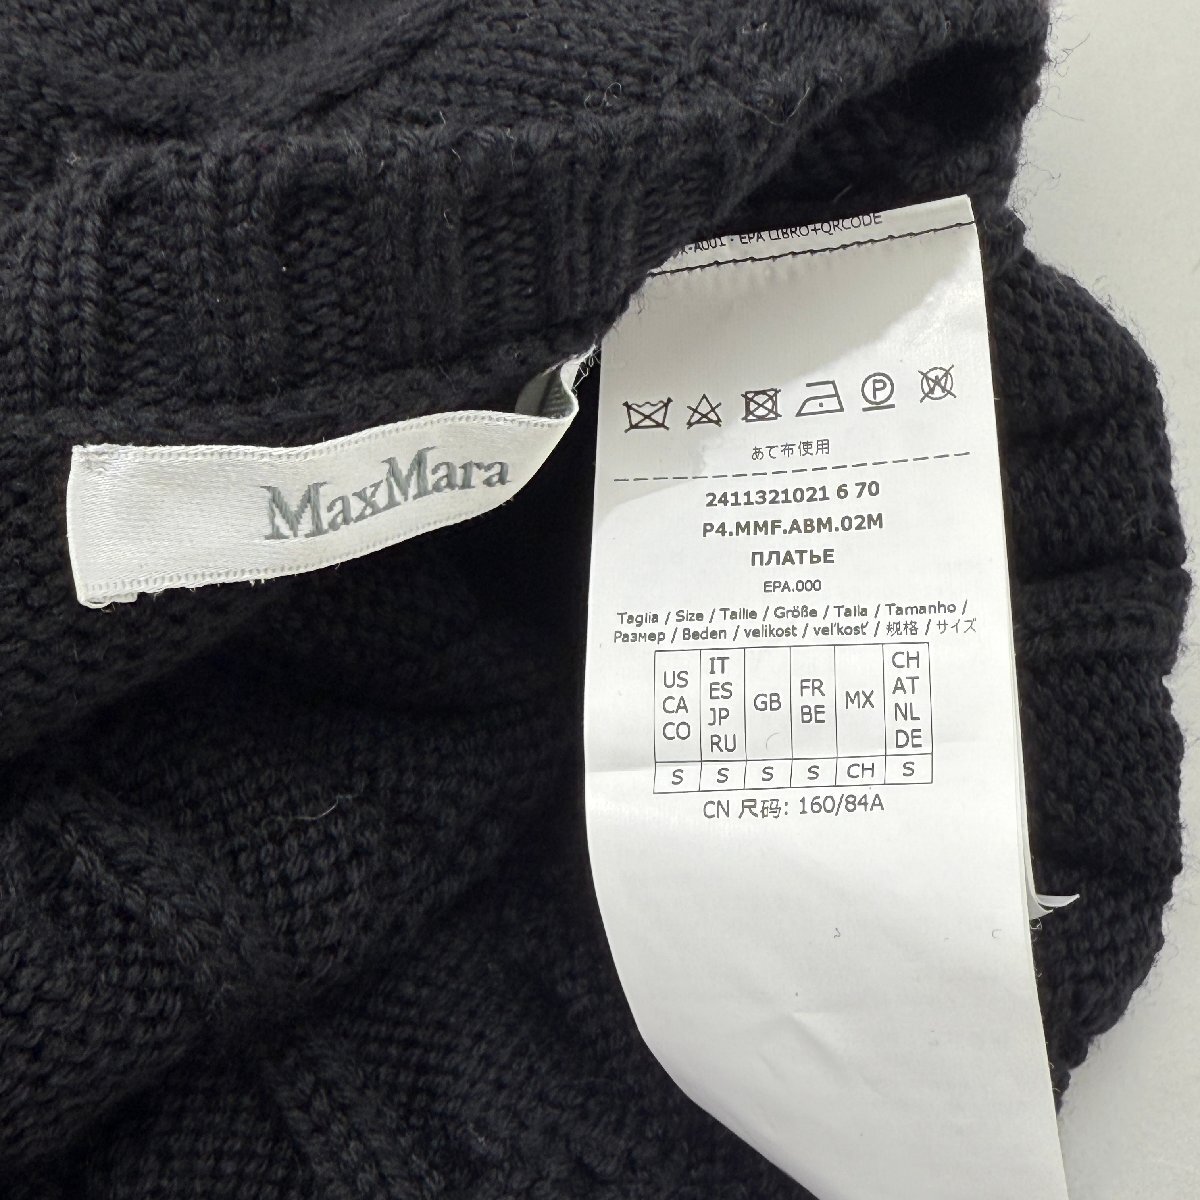 -A001 · EPA LIBRO+QRCODE
MaxMara
P
W
あて布使用
2411321021 6 70
P4.MMF.ABM.02M
ПЛАТЬЕ
EPA.000
Taglia / Size / Taille / Größe / Talla / Tamanho /
Размер / Beden / velikost / veľkosť / 规格 / サイズ
US CA CO
IT ES JP RU
GB
FR BE
MX
CH AT NL DE
S S S S CH S
CN 尺码: 160/84A